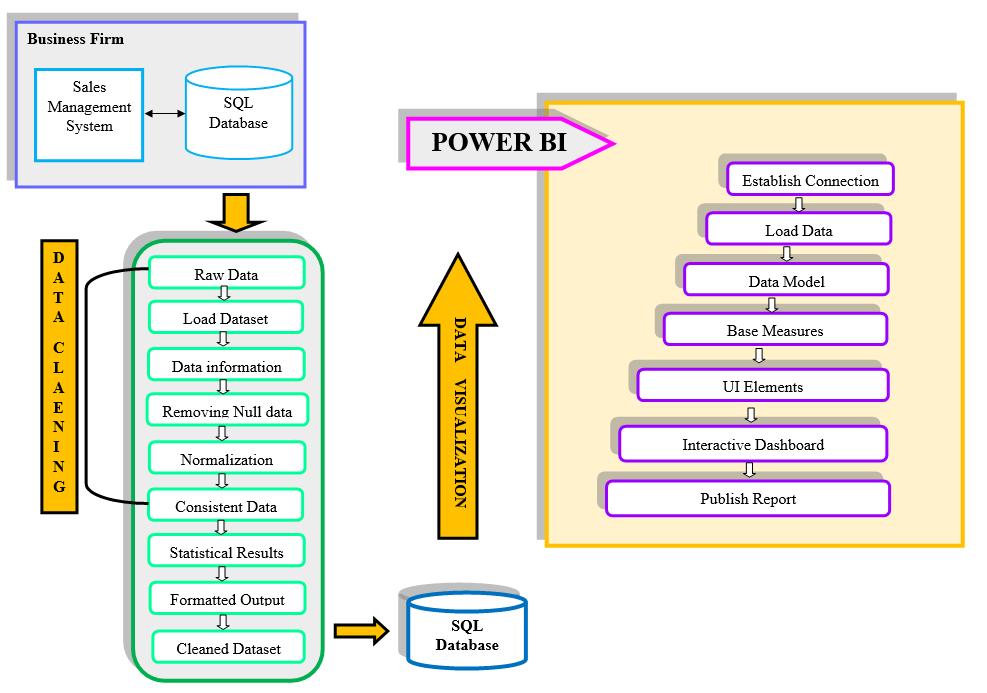 Business Firm
Sales
Management
System
SQL
Database
DATA CLAENING
Raw Data
Load Dataset
Data information
Removing Null data
Normalization
Consistent Data
Statistical Results
Formatted Output
Cleaned Dataset
SQL
Database
DATA VISUALIZATION
POWER BI
Establish Connection
Load Data
Data Model
Base Measures
UI Elements
Interactive Dashboard
Publish Report